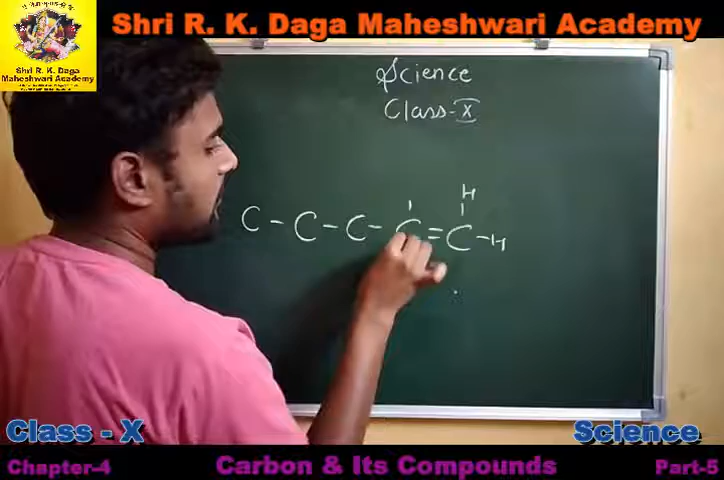 Shri R. K. Daga Maheshwari Academy
Shri R. K. Daga
Maheshwari Academy
Science
Class-X
H
C - C - C - C = C - H
Class - X
Science
Chapter-4
Carbon & Its Compounds
Part-5